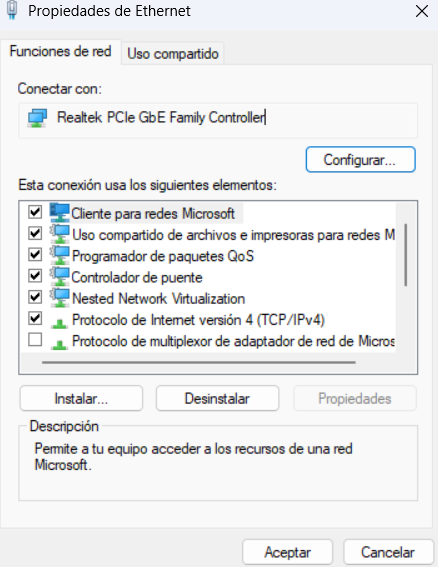 Propiedades de Ethernet
Funciones de red
Uso compartido
Conectar con:
Realtek PCIe GbE Family Controller
Configurar...
Esta conexión usa los siguientes elementos:
Cliente para redes Microsoft
Uso compartido de archivos e impresoras para redes M
Programador de paquetes QoS
Controlador de puente
Nested Network Virtualization
Protocolo de Internet versión 4 (TCP/IPv4)
Protocolo de multiplexor de adaptador de red de Micros
Instalar...
Desinstalar
Propiedades
Descripción
Permite a tu equipo acceder a los recursos de una red
Microsoft.
Aceptar
Cancelar